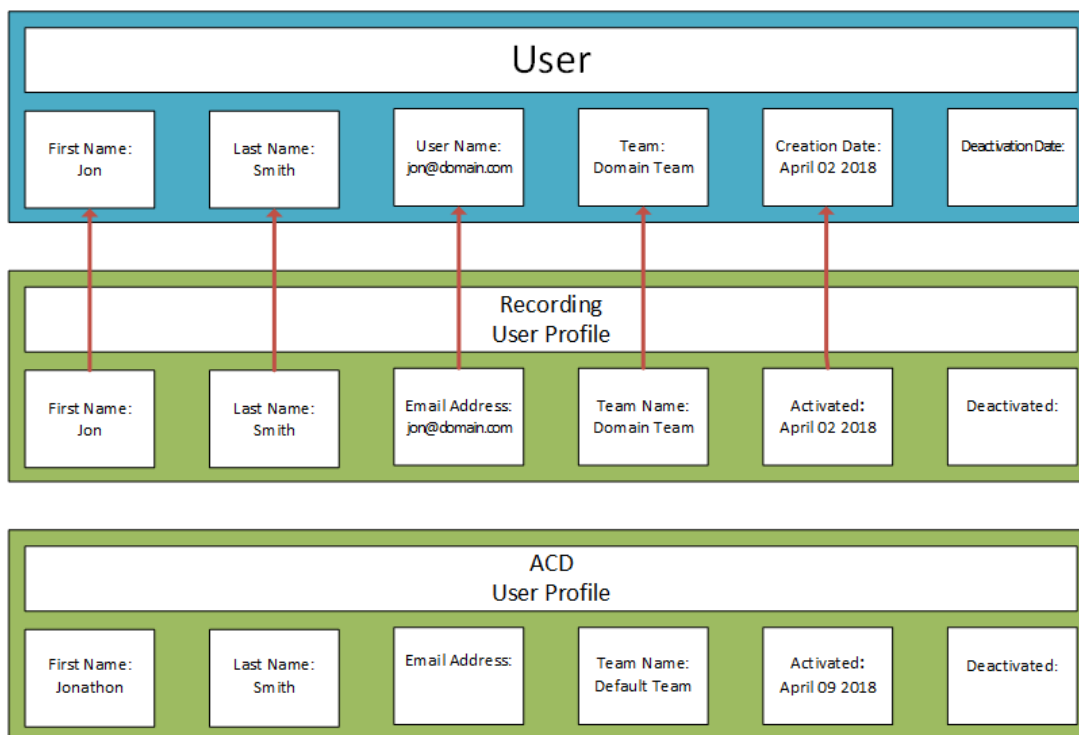 User
First Name:
Jon
Last Name:
Smith
User Name:
jon@domain.com
Team:
Domain Team
Creation Date:
April 02 2018
Deactivation Date:
Recording
User Profile
First Name:
Jon
Last Name:
Smith
Email Address:
jon@domain.com
Team Name:
Domain Team
Activated:
April 02 2018
Deactivated:
ACD
User Profile
First Name:
Jonathon
Last Name:
Smith
Email Address:
Team Name:
Default Team
Activated:
April 09 2018
Deactivated: